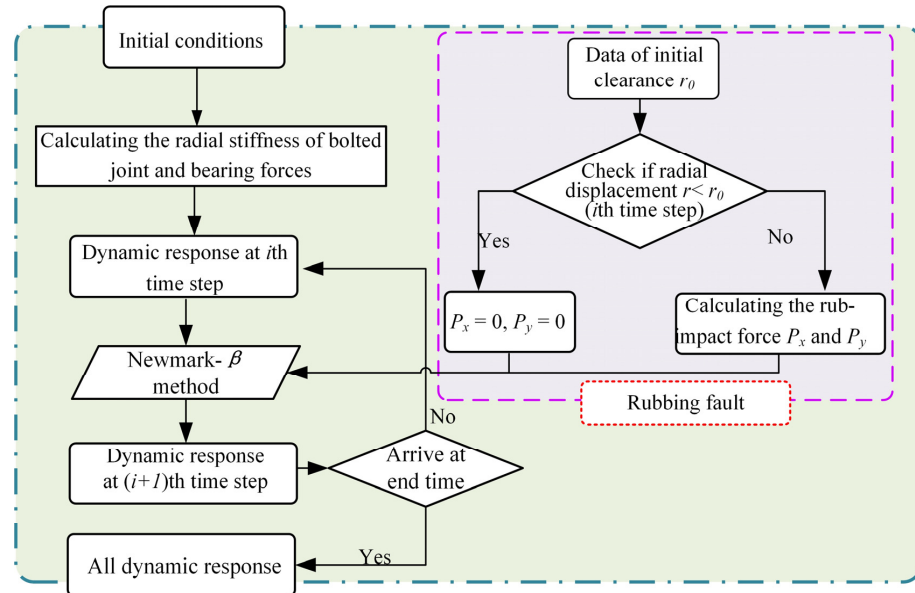 Initial conditions
Calculating the radial stiffness of bolted
joint and bearing forces
Dynamic response at ith
time step
Newmark- β
method
Dynamic response
at (i+1)th time step
All dynamic response
Arrive at
end time
No
Yes
Data of initial
clearance r₀
Check if radial
displacement r< r₀
(ith time step)
Yes
No
Pₓ = 0, Pᵧ = 0
Calculating the rub-
impact force Pₓ and Pᵧ
Rubbing fault